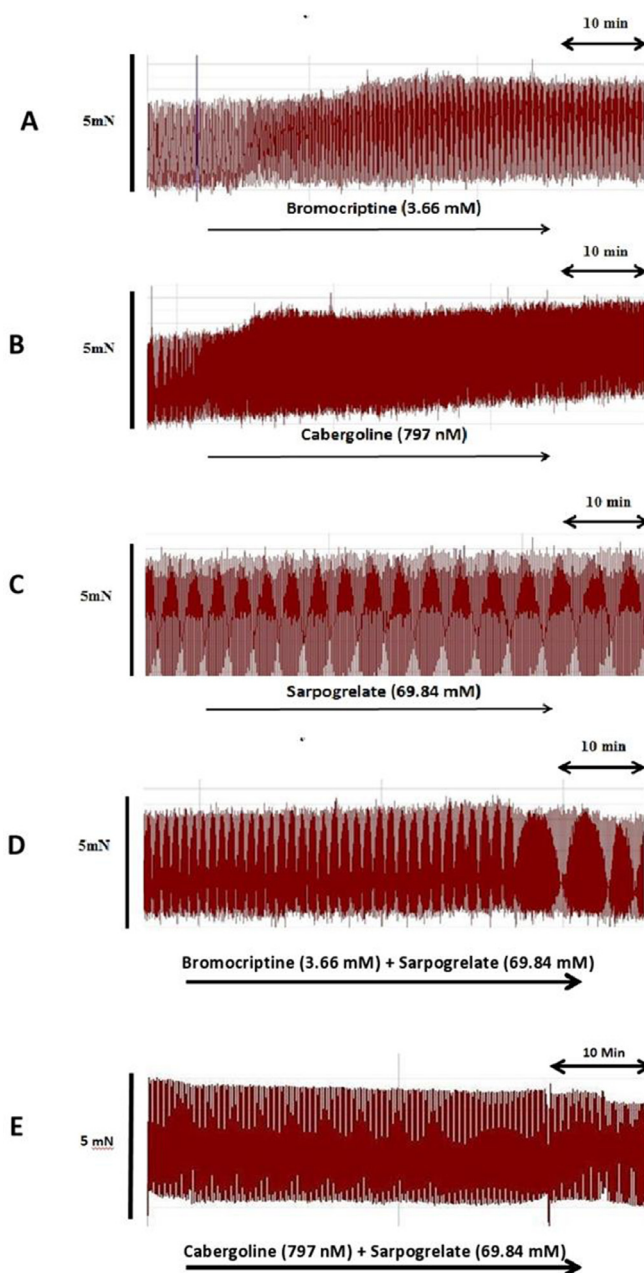 10 min
A
5mN
Bromocriptine (3.66 mM)
10 min
B
5mN
Cabergoline (797 nM)
10 min
C
5mN
Sarpogrelate (69.84 mM)
10 min
D
5mN
Bromocriptine (3.66 mM) + Sarpogrelate (69.84 mM)
10 Min
E
5 mN
Cabergoline (797 nM) + Sarpogrelate (69.84 mM)